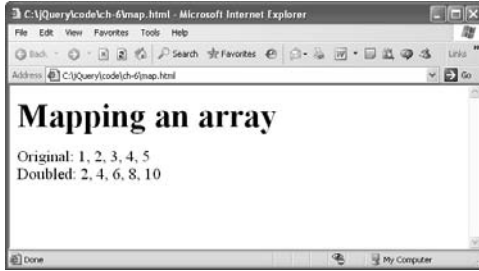 C:\jQuery\code\ch-6\map.html - Microsoft Internet Explorer
File Edit View Favorites Tools Help
Back Search Favorites Links
Address C:\jQuery\code\ch-6\map.html Go
Mapping an array
Original: 1, 2, 3, 4, 5
Doubled: 2, 4, 6, 8, 10
Done My Computer